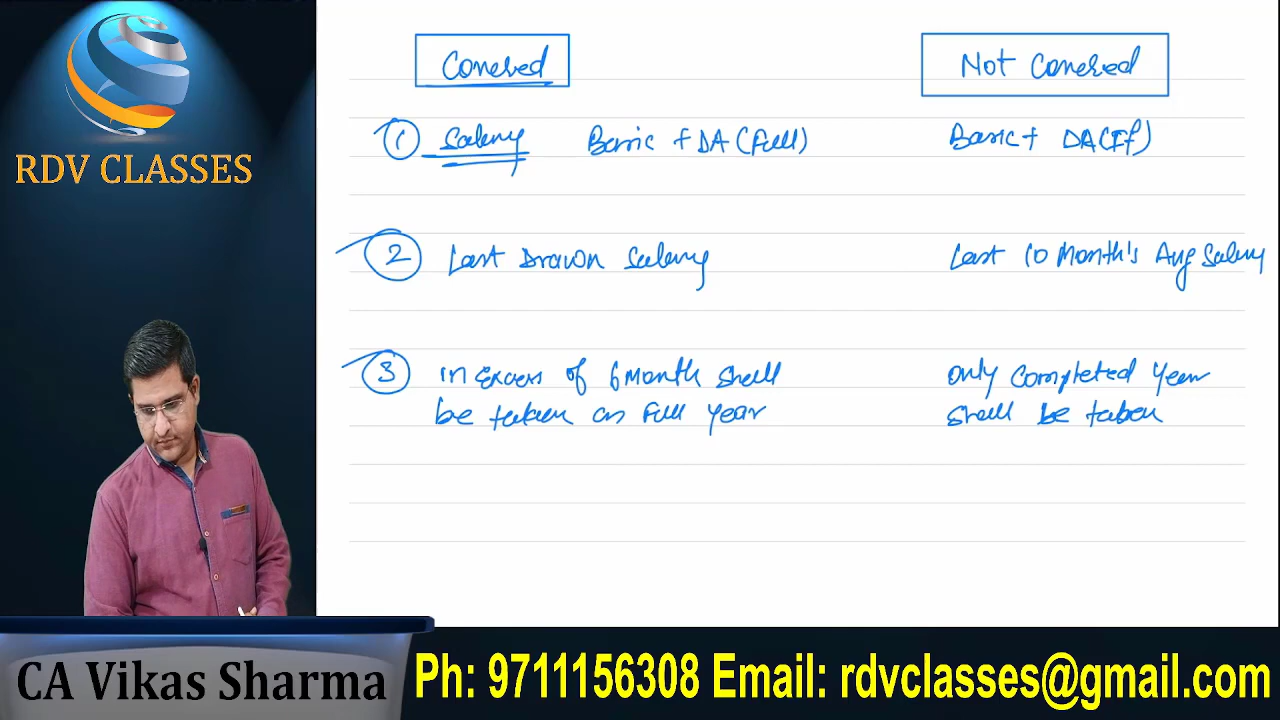 RDV CLASSES
Covered
Not Covered
① Salary Basic + DA (Full)
Basic + DA (If)
② Last Drawn Salary
Last 10 Month's Avg Salary
③ in Excess of 6 Month shall
be taken as Full year
only completed year
shall be taken
CA Vikas Sharma
Ph: 9711156308 Email: rdvclasses@gmail.com